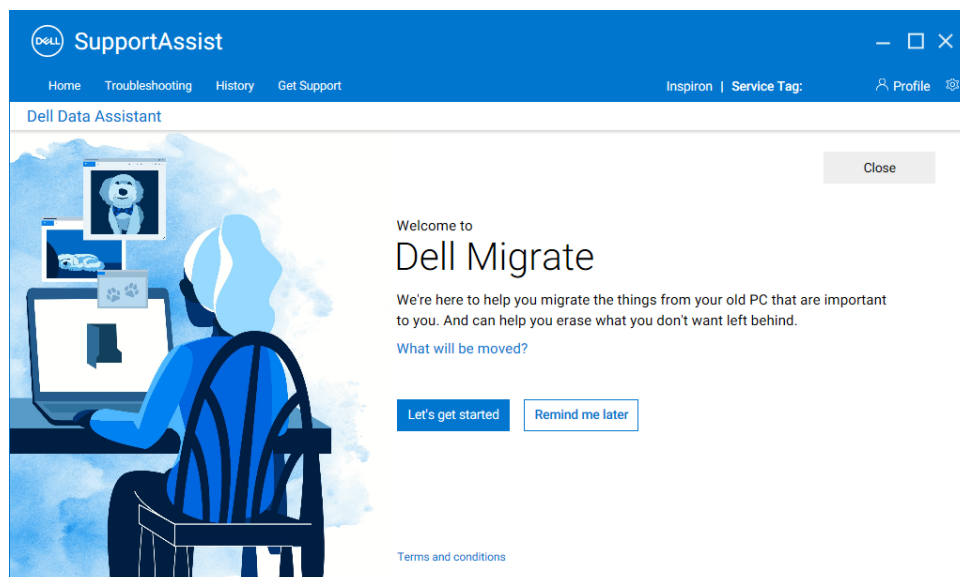 DELL SupportAssist
Home Troubleshooting History Get Support Inspiron | Service Tag: Profile
Dell Data Assistant
Close
Welcome to
Dell Migrate
We're here to help you migrate the things from your old PC that are important
to you. And can help you erase what you don't want left behind.
What will be moved?
Let's get started Remind me later
Terms and conditions